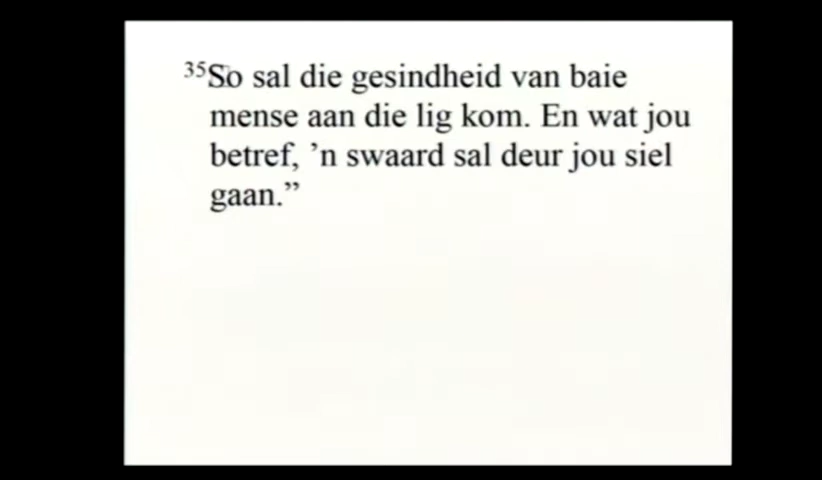 ³⁵So sal die gesindheid van baie
mense aan die lig kom. En wat jou
betref, ’n swaard sal deur jou siel
gaan.”